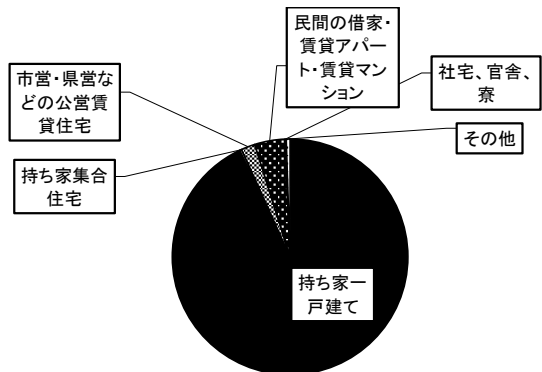 民間の借家・
賃貸アパー
ト・賃貸マン
ション
社宅、官舎、
寮
市営・県営な
どの公営賃
貸住宅
その他
持ち家集合
住宅
持ち家一
戸建て